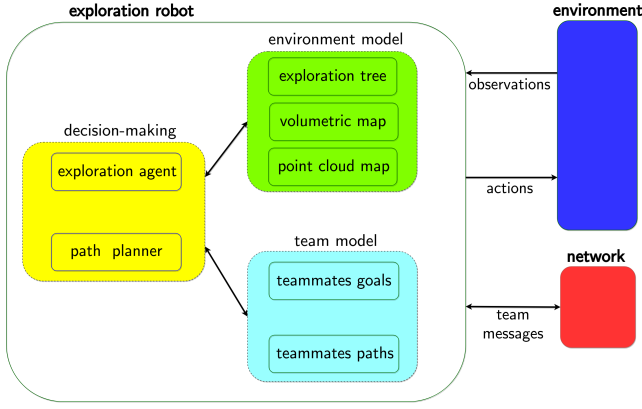 exploration robot
environment
environment model
exploration tree
volumetric map
point cloud map
decision-making
exploration agent
path planner
team model
teammates goals
teammates paths
observations
actions
network
team
messages